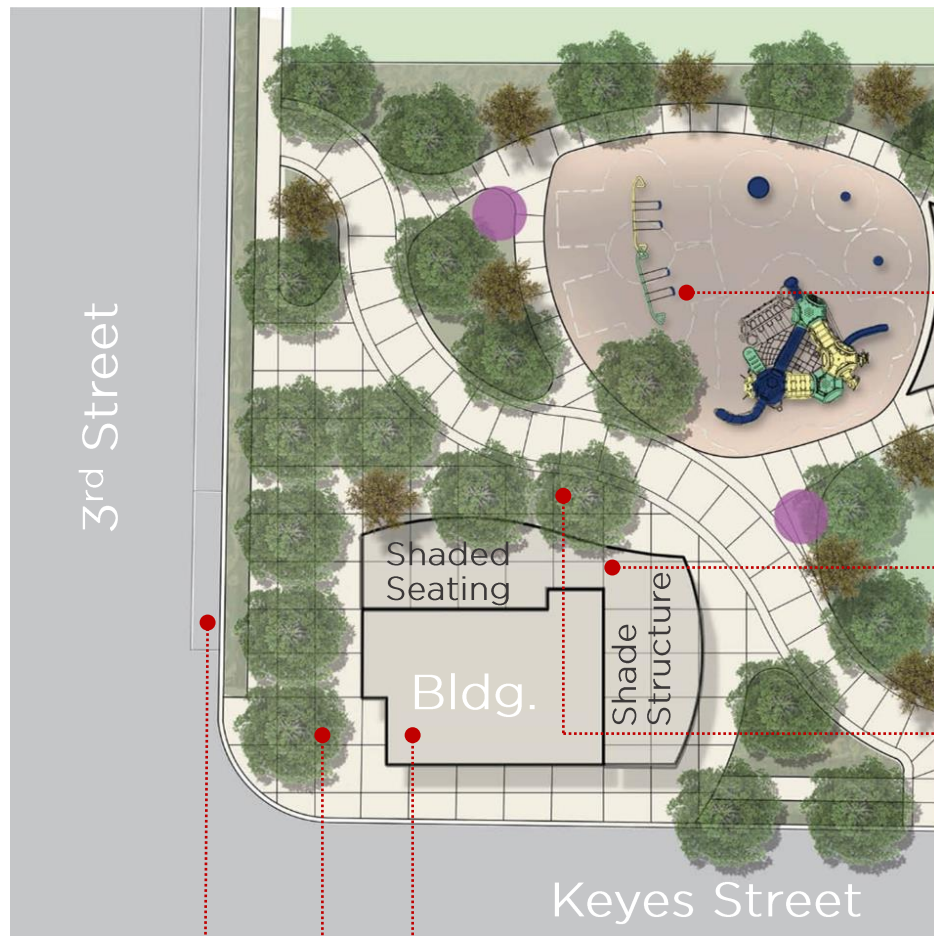 3rd Street
Shaded
Seating
Shade
Structure
Bldg.
Keyes Street